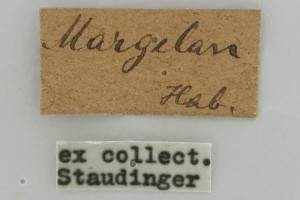 Margelan
Hab.
ex collect.
Staudinger